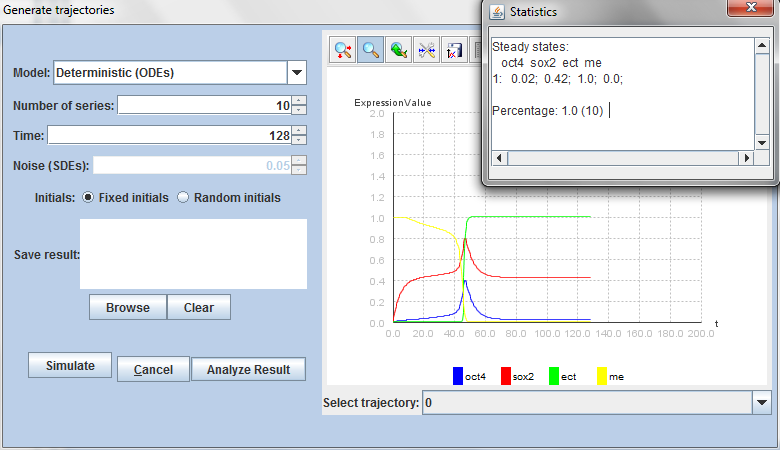 Generate trajectories
Model: Deterministic (ODEs)
Number of series: 10
Time: 128
Noise (SDEs): 0.05
Initials: Fixed initials Random initials
Save result:
Browse Clear
Simulate Cancel Analyze Result
ExpressionValue
2.0
1.8
1.6
1.4
1.2
1.0
0.8
0.6
0.4
0.2
0.0
0.0 20.0 40.0 60.0 80.0 100.0 120.0 140.0 160.0 180.0 200.0 t
oct4 sox2 ect me
Select trajectory: 0
Statistics
Steady states:
oct4 sox2 ect me
1: 0.02; 0.42; 1.0; 0.0;
Percentage: 1.0 (10)